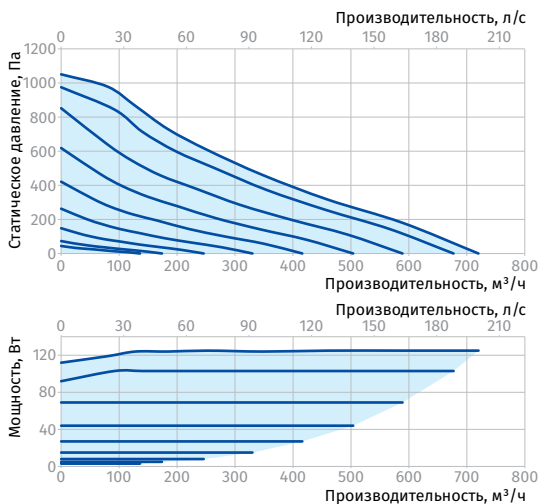 Производительность, л/с
0 30 60 90 120 150 180 210
Статическое давление, Па
1200
1000
800
600
400
200
0
0 100 200 300 400 500 600 700 800
Производительность, м³/ч
Производительность, л/с
0 30 60 90 120 150 180 210
Мощность, Вт
120
80
40
0
0 100 200 300 400 500 600 700 800
Производительность, м³/ч